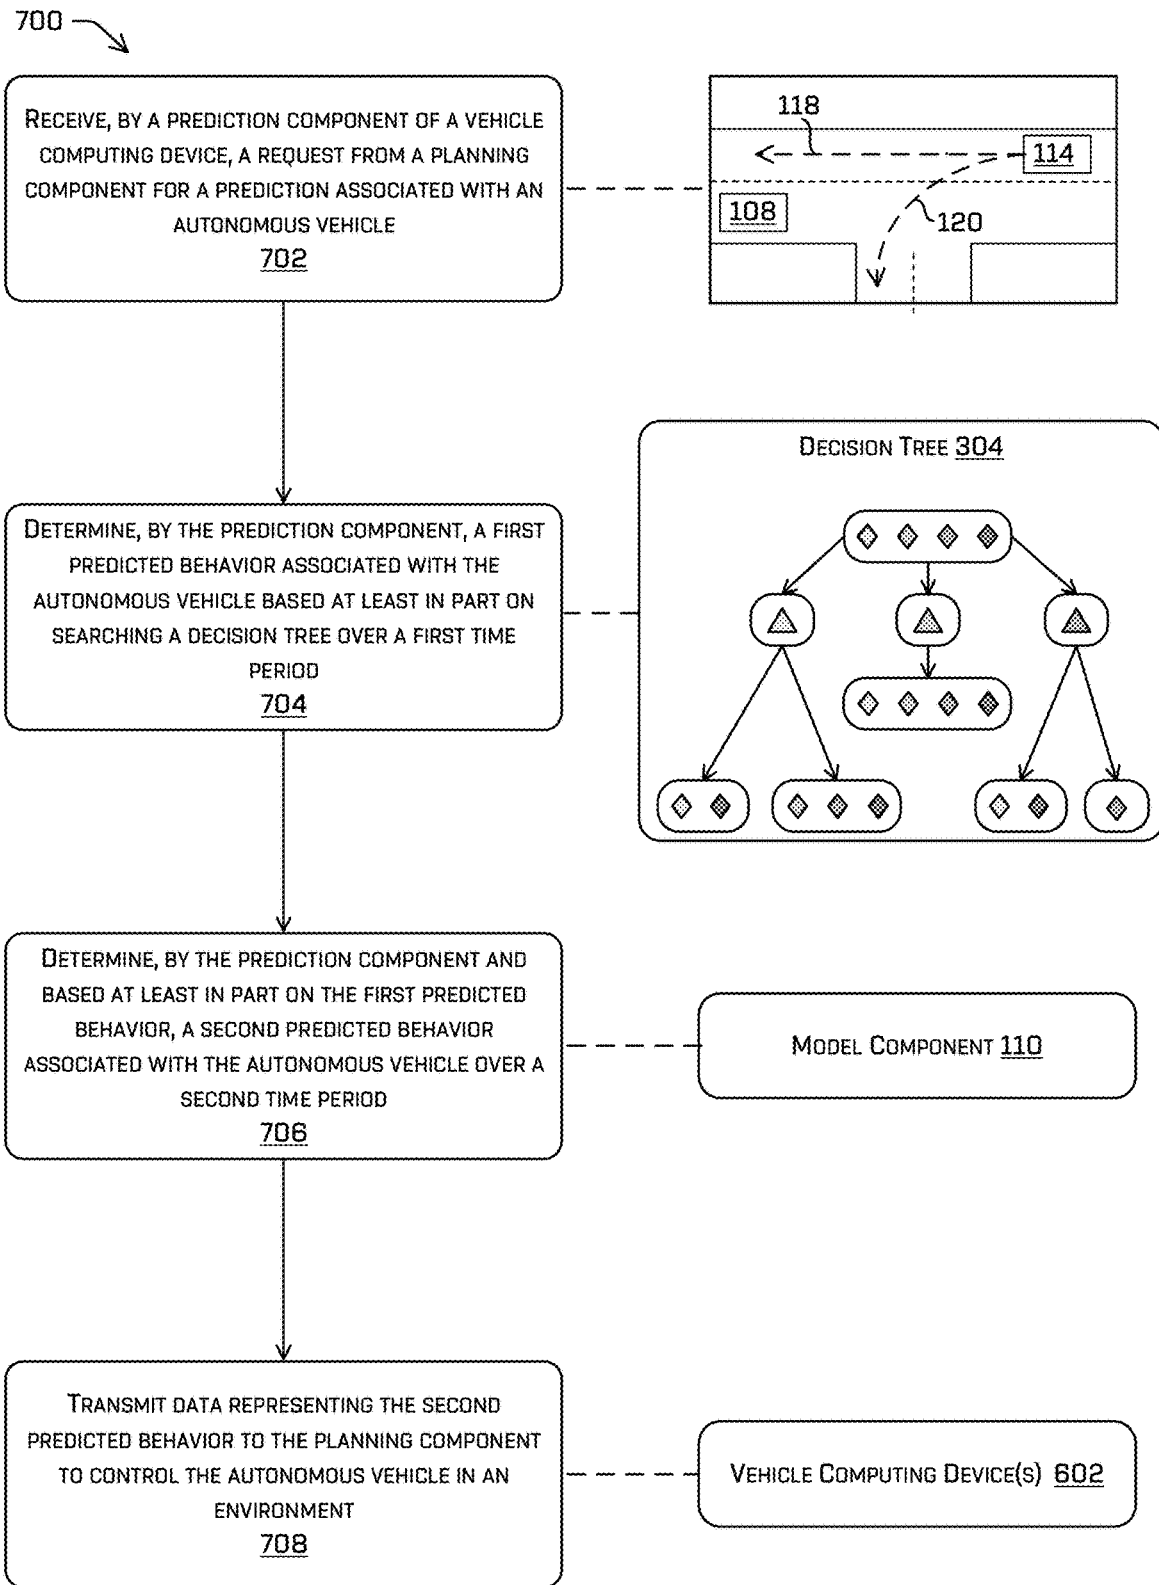 700
RECEIVE, BY A PREDICTION COMPONENT OF A VEHICLE
COMPUTING DEVICE, A REQUEST FROM A PLANNING
COMPONENT FOR A PREDICTION ASSOCIATED WITH AN
AUTONOMOUS VEHICLE
702
118
114
108
120
DETERMINE, BY THE PREDICTION COMPONENT, A FIRST
PREDICTED BEHAVIOR ASSOCIATED WITH THE
AUTONOMOUS VEHICLE BASED AT LEAST IN PART ON
SEARCHING A DECISION TREE OVER A FIRST TIME
PERIOD
704
DECISION TREE 304
DETERMINE, BY THE PREDICTION COMPONENT AND
BASED AT LEAST IN PART ON THE FIRST PREDICTED
BEHAVIOR, A SECOND PREDICTED BEHAVIOR
ASSOCIATED WITH THE AUTONOMOUS VEHICLE OVER A
SECOND TIME PERIOD
706
MODEL COMPONENT 110
TRANSMIT DATA REPRESENTING THE SECOND
PREDICTED BEHAVIOR TO THE PLANNING COMPONENT
TO CONTROL THE AUTONOMOUS VEHICLE IN AN
ENVIRONMENT
708
VEHICLE COMPUTING DEVICE(S) 602